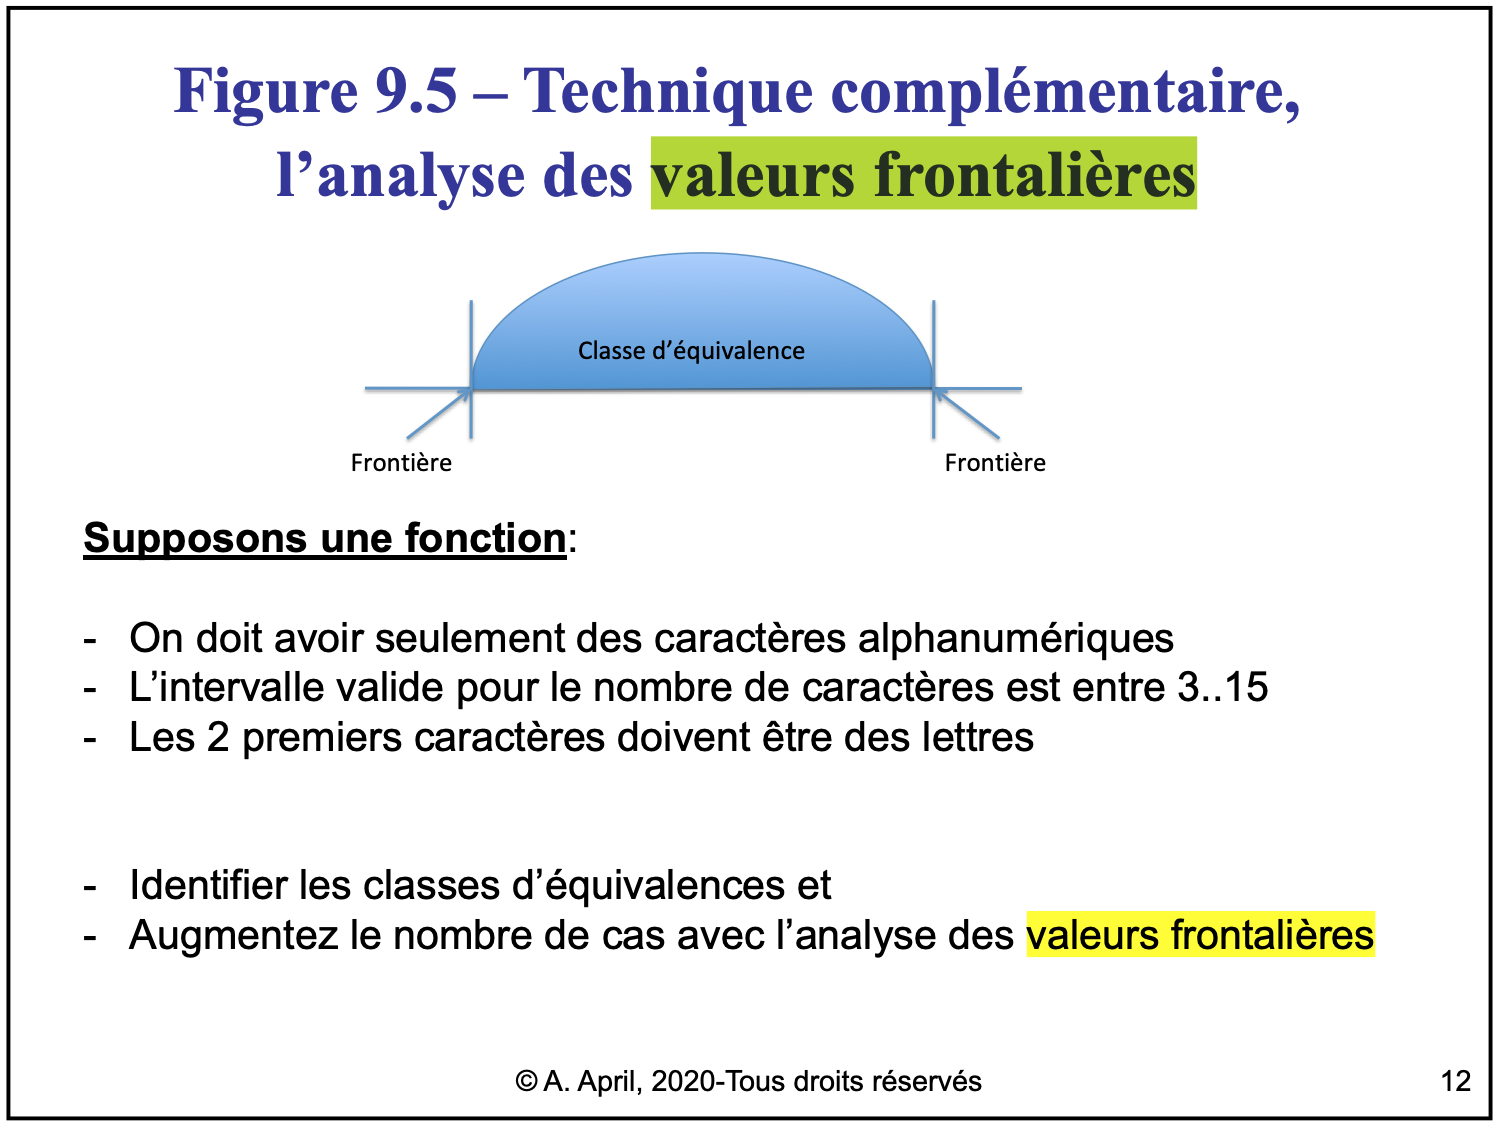 Figure 9.5 – Technique complémentaire,
l’analyse des valeurs frontalières
Classe d’équivalence
Frontière
Frontière
Supposons une fonction:
- On doit avoir seulement des caractères alphanumériques
- L’intervalle valide pour le nombre de caractères est entre 3..15
- Les 2 premiers caractères doivent être des lettres
- Identifier les classes d’équivalences et
- Augmentez le nombre de cas avec l’analyse des valeurs frontalières
© A. April, 2020-Tous droits réservés
12